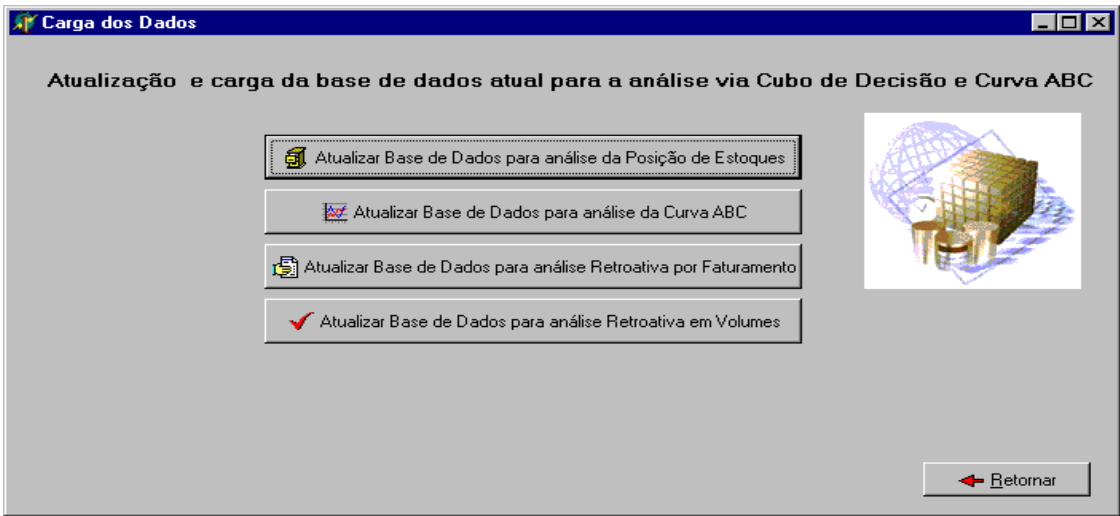 Carga dos Dados
Atualização e carga da base de dados atual para a análise via Cubo de Decisão e Curva ABC
Atualizar Base de Dados para análise da Posição de Estoques
Atualizar Base de Dados para análise da Curva ABC
Atualizar Base de Dados para análise Retroativa por Faturamento
Atualizar Base de Dados para análise Retroativa em Volumes
Retornar